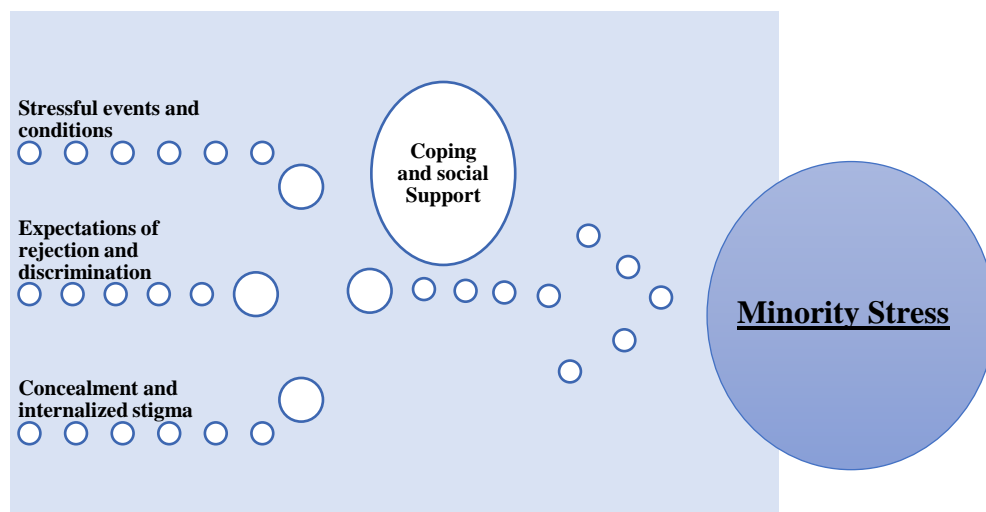 Stressful events and
conditions
Coping
and social
Support
Expectations of
rejection and
discrimination
Minority Stress
Concealment and
internalized stigma